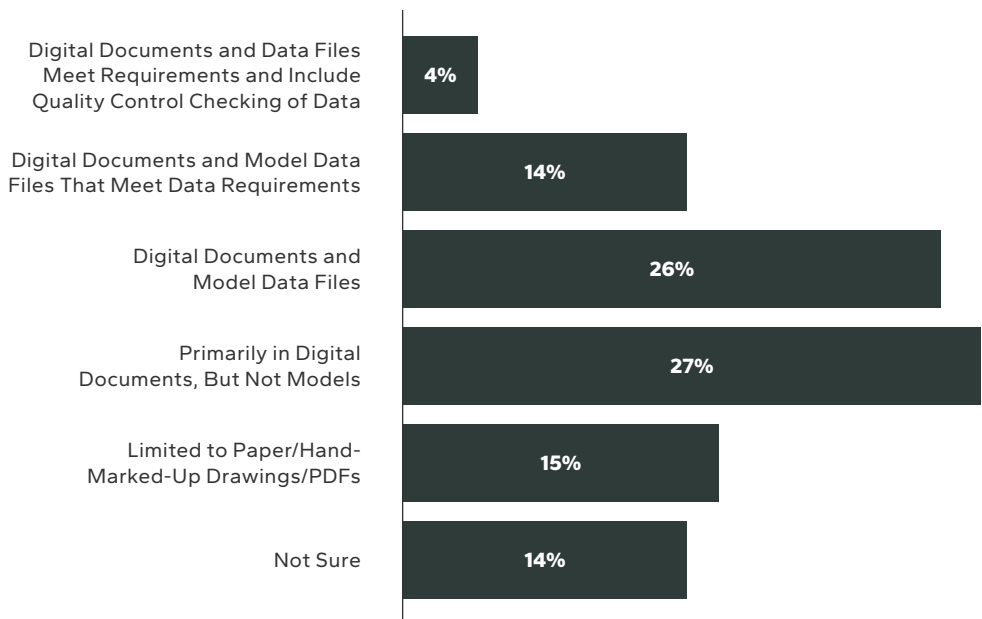 Digital Documents and Data Files
Meet Requirements and Include
Quality Control Checking of Data
4%
Digital Documents and Model Data
Files That Meet Data Requirements
14%
Digital Documents and
Model Data Files
26%
Primarily in Digital
Documents, But Not Models
27%
Limited to Paper/Hand-
Marked-Up Drawings/PDFs
15%
Not Sure
14%